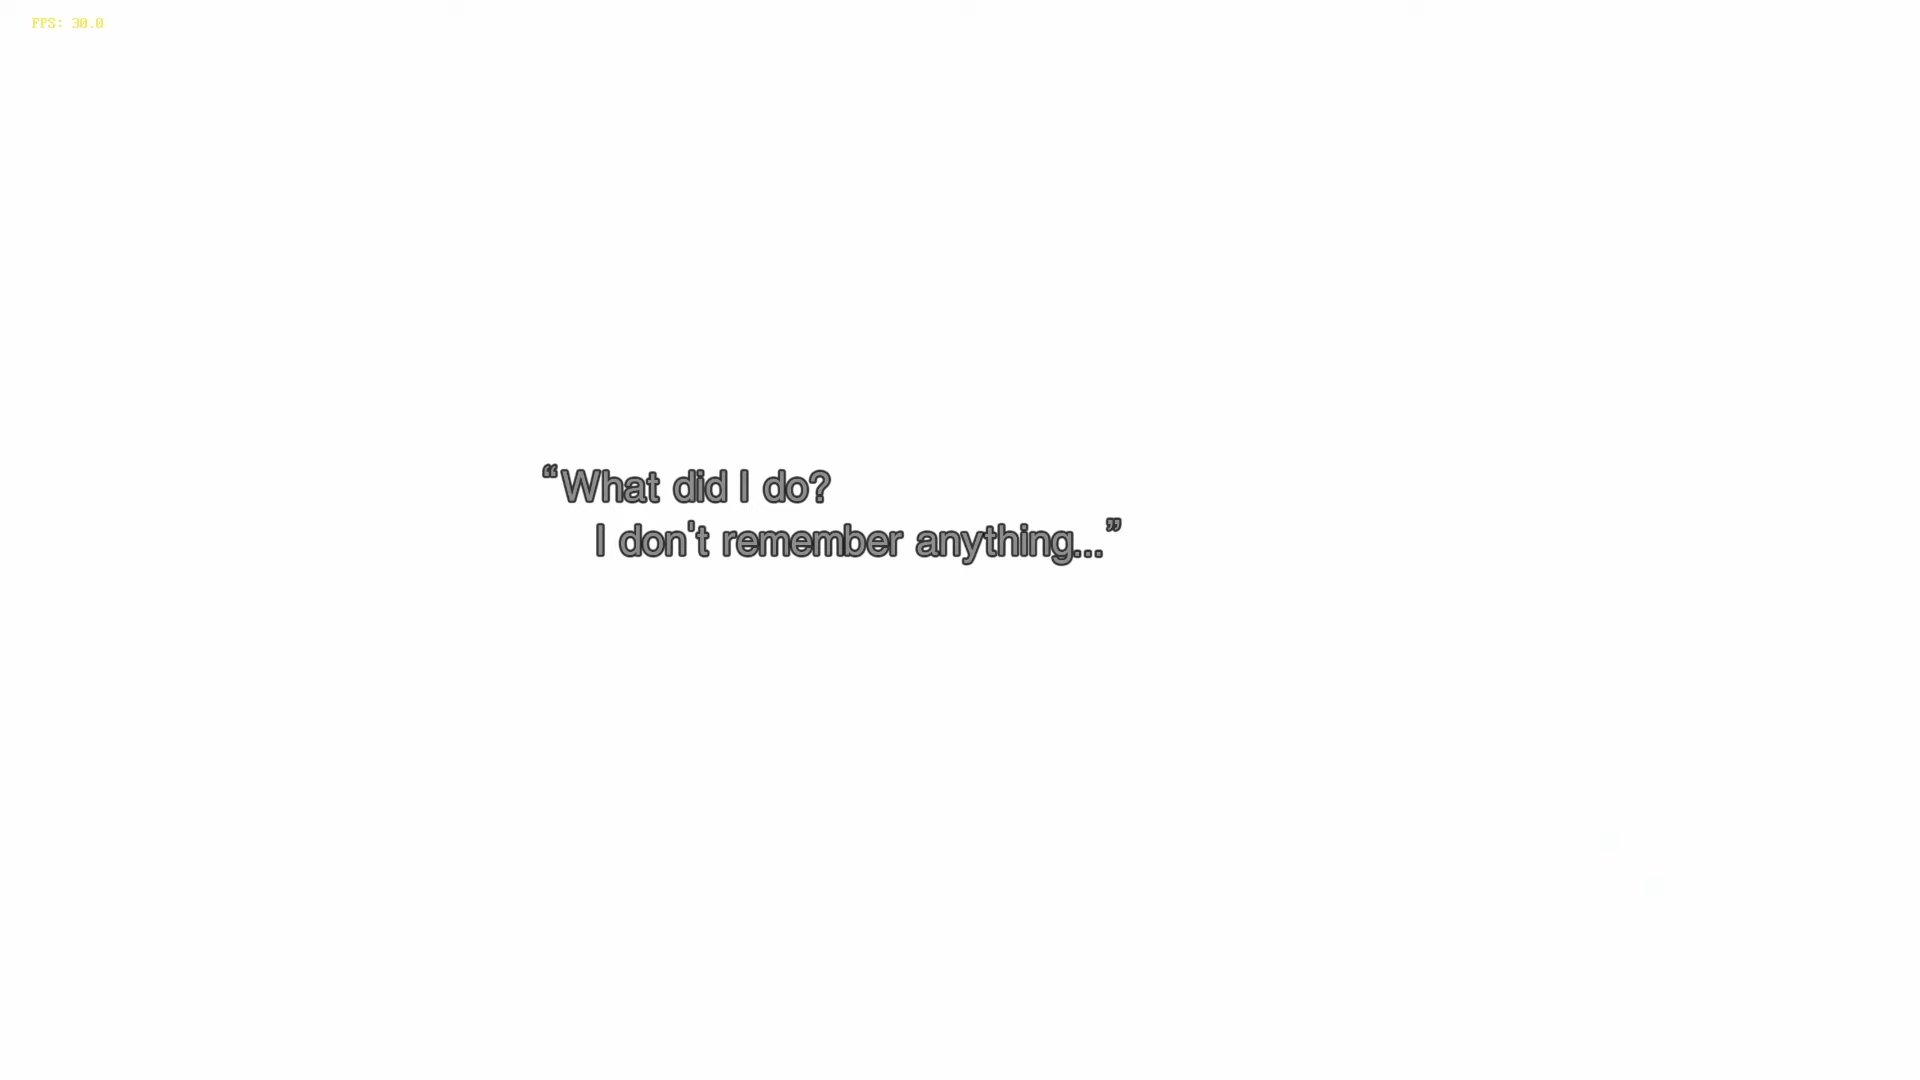 FPS: 30.0
“What did I do?
I don't remember anything...”